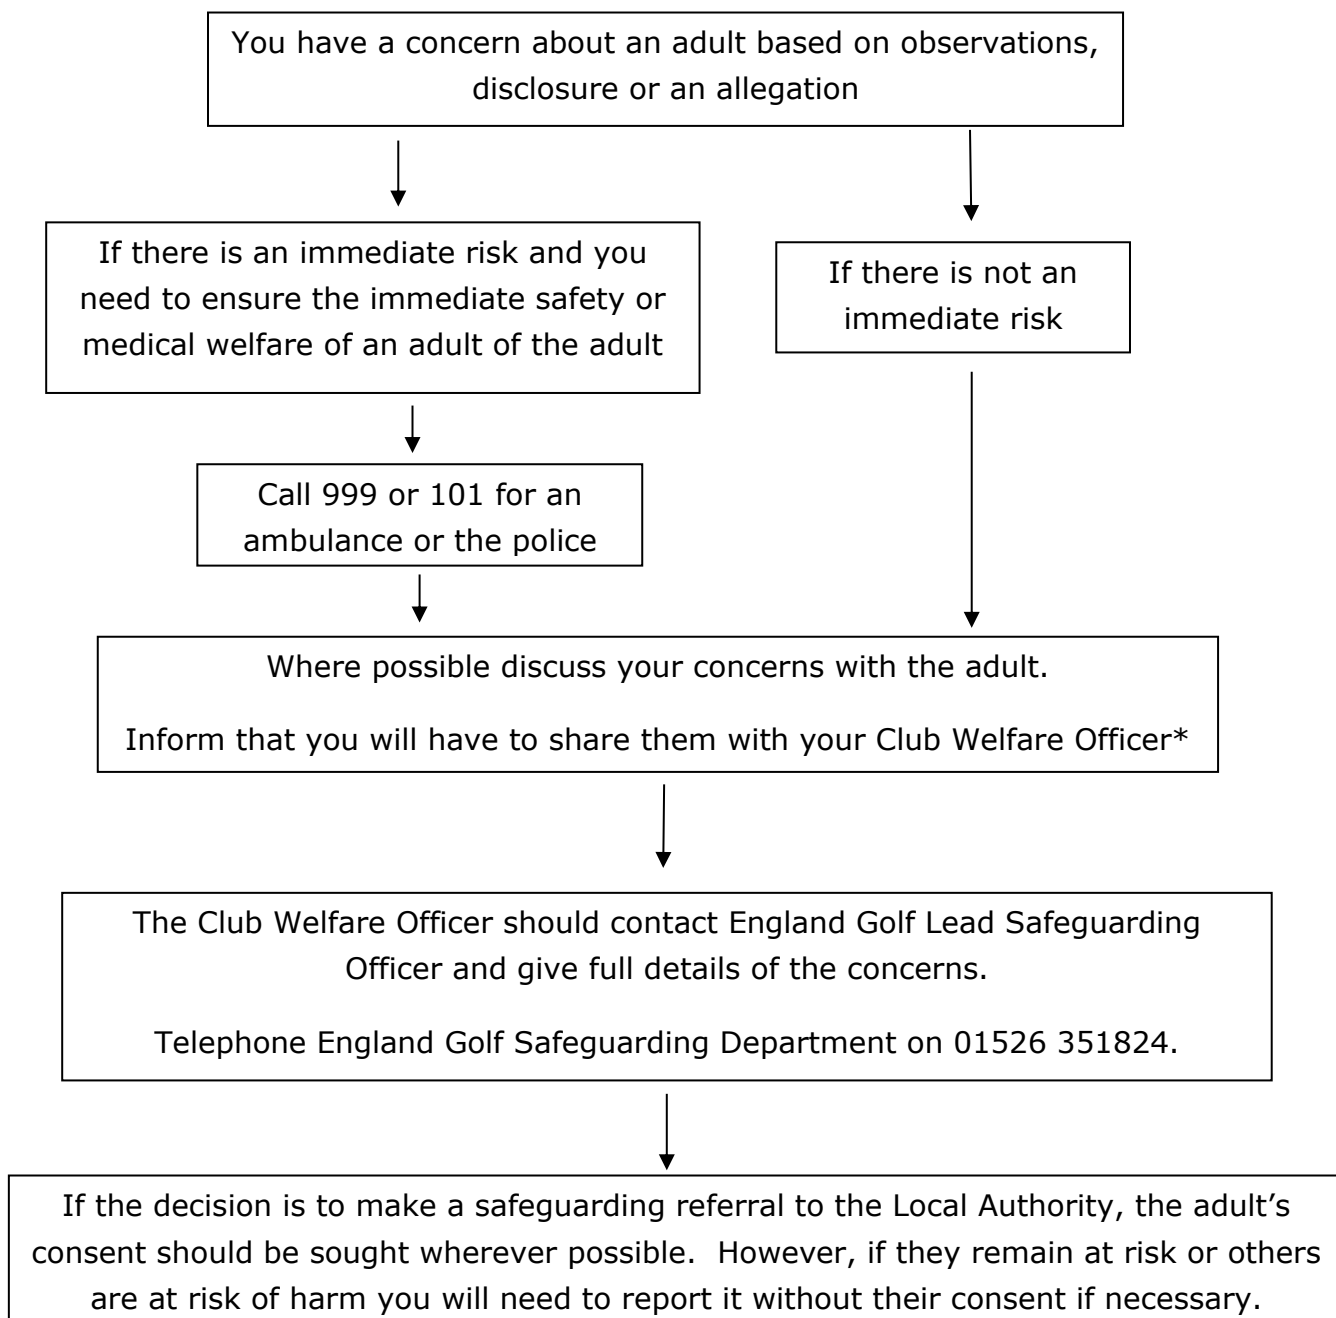 You have a concern about an adult based on observations,
disclosure or an allegation
If there is an immediate risk and you
need to ensure the immediate safety or
medical welfare of an adult of the adult
If there is not an
immediate risk
Call 999 or 101 for an
ambulance or the police
Where possible discuss your concerns with the adult.
Inform that you will have to share them with your Club Welfare Officer*
The Club Welfare Officer should contact England Golf Lead Safeguarding
Officer and give full details of the concerns.
Telephone England Golf Safeguarding Department on 01526 351824.
If the decision is to make a safeguarding referral to the Local Authority, the adult’s
consent should be sought wherever possible.  However, if they remain at risk or others
are at risk of harm you will need to report it without their consent if necessary.